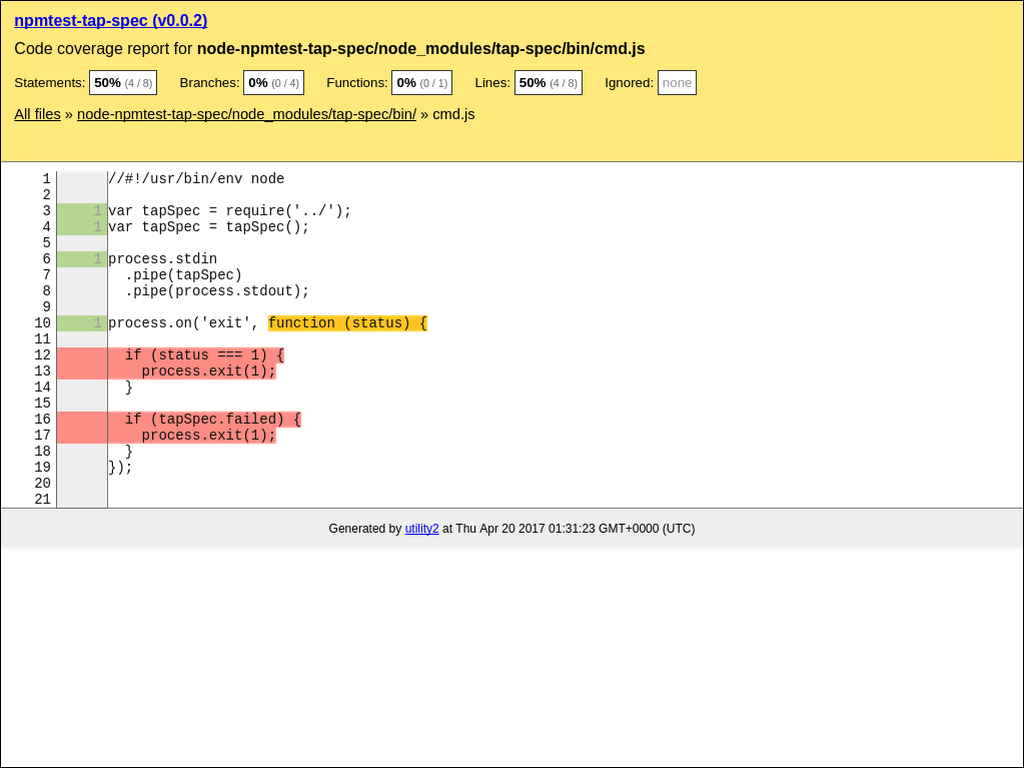 npmtest-tap-spec (v0.0.2)
Code coverage report for node-npmtest-tap-spec/node_modules/tap-spec/bin/cmd.js
Statements: 50% (4 / 8) Branches: 0% (0 / 4) Functions: 0% (0 / 1) Lines: 50% (4 / 8) Ignored: none
All files » node-npmtest-tap-spec/node_modules/tap-spec/bin/ » cmd.js
1 //#!/usr/bin/env node
2
3 1 var tapSpec = require('../');
4 1 var tapSpec = tapSpec();
5
6 1 process.stdin
7 .pipe(tapSpec)
8 .pipe(process.stdout);
9
10 1 process.on('exit', function (status) {
11
12 if (status === 1) {
13 process.exit(1);
14 }
15
16 if (tapSpec.failed) {
17 process.exit(1);
18 }
19 });
20
21
Generated by utility2 at Thu Apr 20 2017 01:31:23 GMT+0000 (UTC)